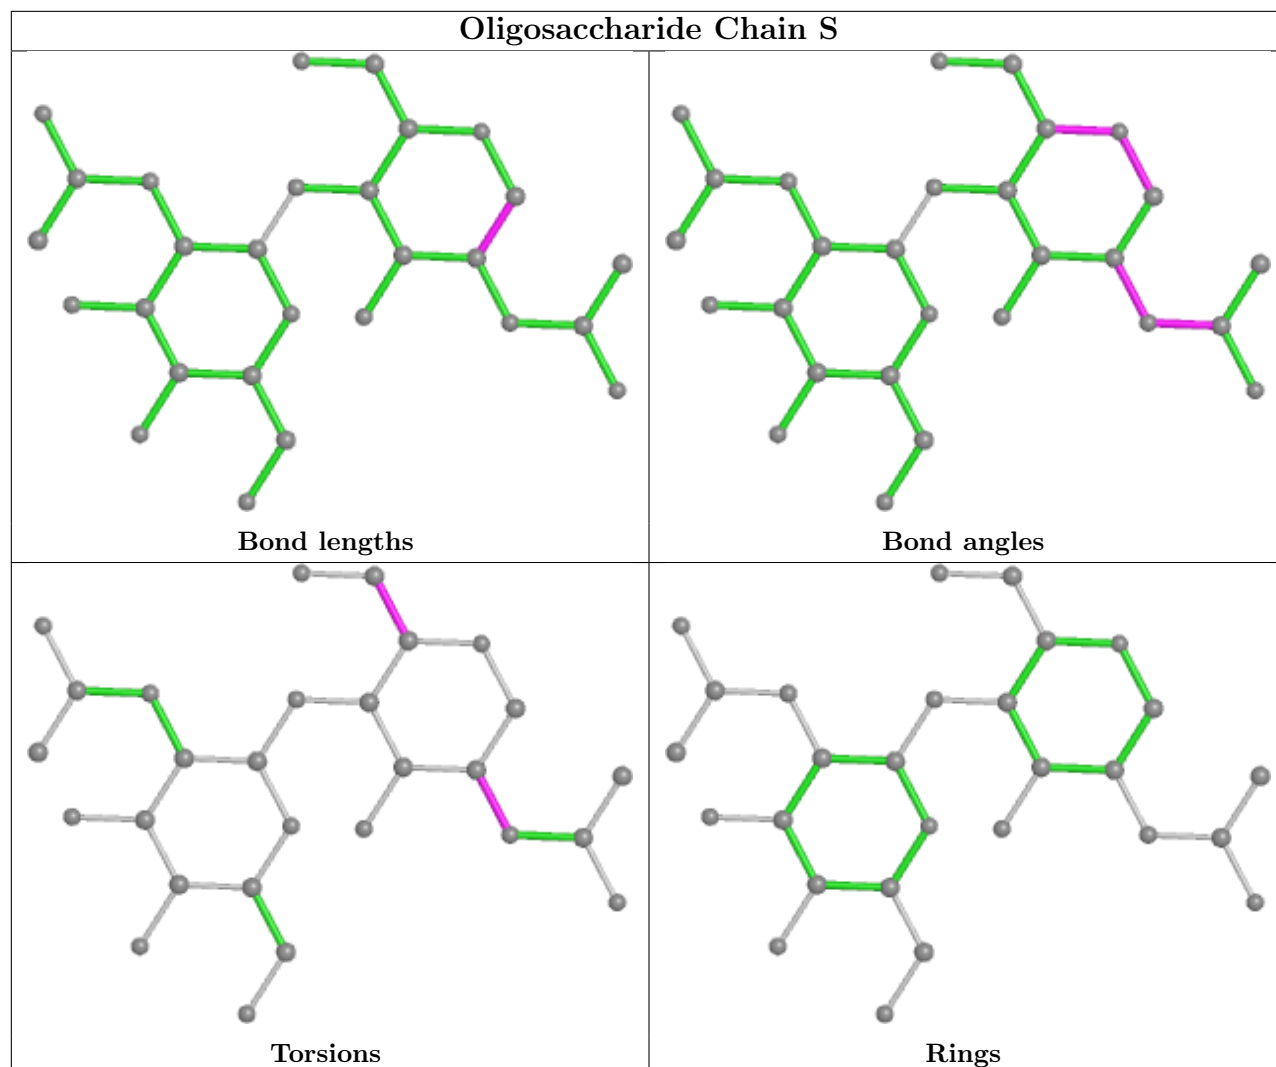 Oligosaccharide Chain S
Bond lengths
Bond angles
Torsions
Rings